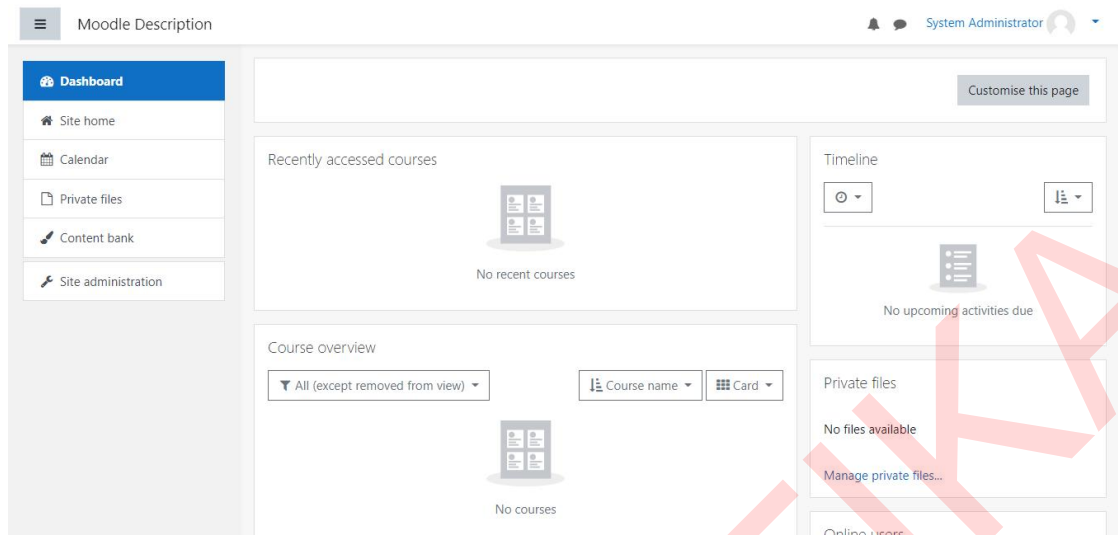 Moodle Description
System Administrator
Dashboard
Site home
Calendar
Private files
Content bank
Site administration
Customise this page
Recently accessed courses
No recent courses
Course overview
All (except removed from view)
Course name
Card
No courses
Timeline
No upcoming activities due
Private files
No files available
Manage private files...
Online users